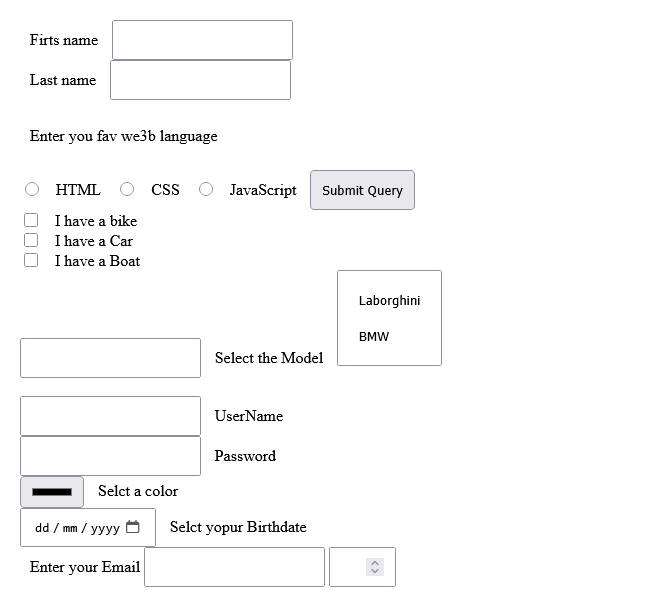 Firts name
Last name
Enter you fav we3b language
HTML CSS JavaScript Submit Query
I have a bike
I have a Car
I have a Boat
Laborghini
BMW
Select the Model
UserName
Password
Selct a color
dd / mm / yyyy Selct yopur Birthdate
Enter your Email